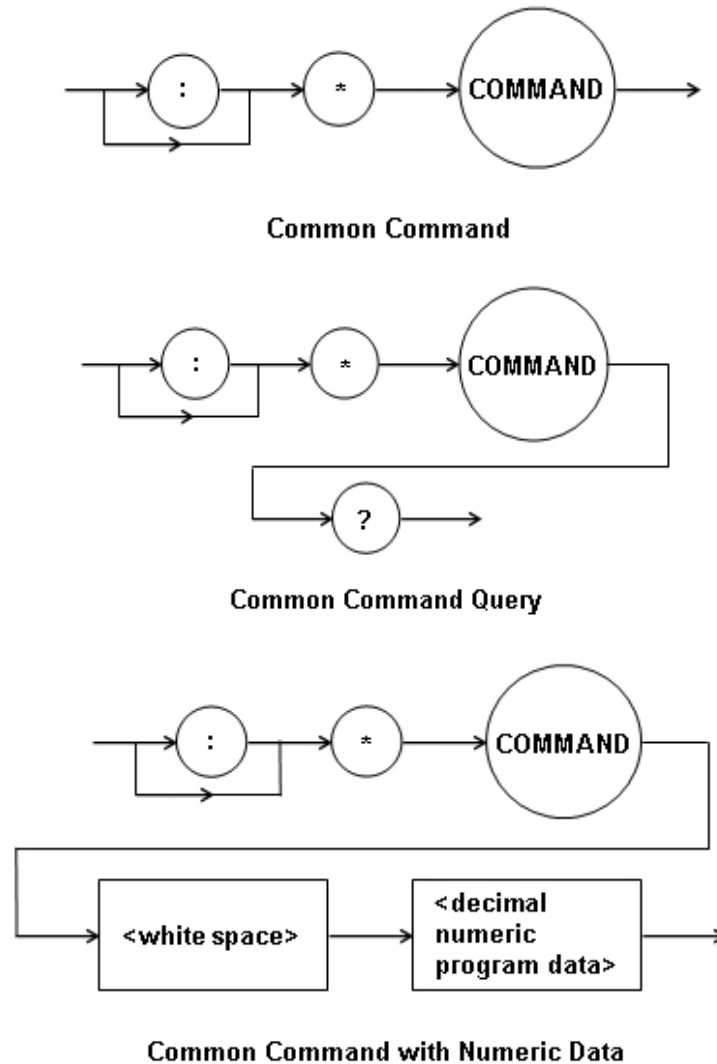 : * COMMAND
Common Command
: * COMMAND
?
Common Command Query
: * COMMAND
<white space>
<decimal
numeric
program data>
Common Command with Numeric Data